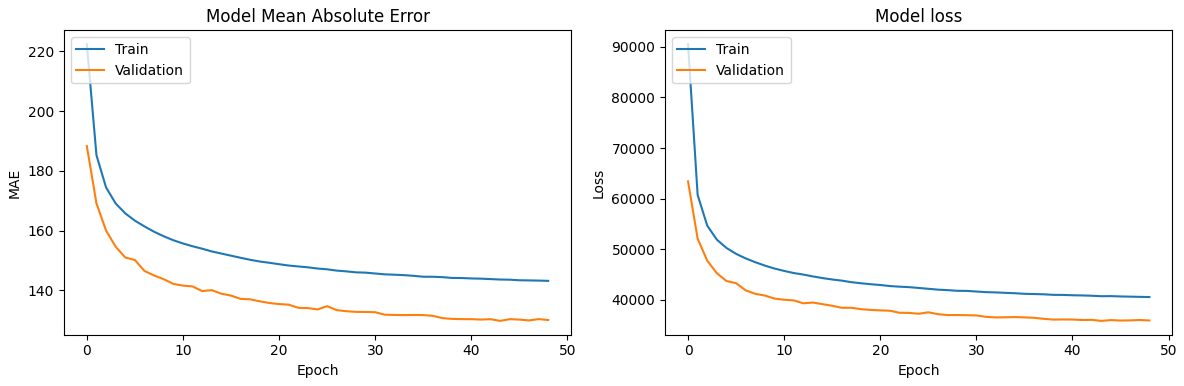 Model Mean Absolute Error
Train
Validation
220
200
180
160
140
MAE
0
10
20
30
40
50
Epoch
Model loss
Train
Validation
90000
80000
70000
60000
50000
40000
Loss
0
10
20
30
40
50
Epoch